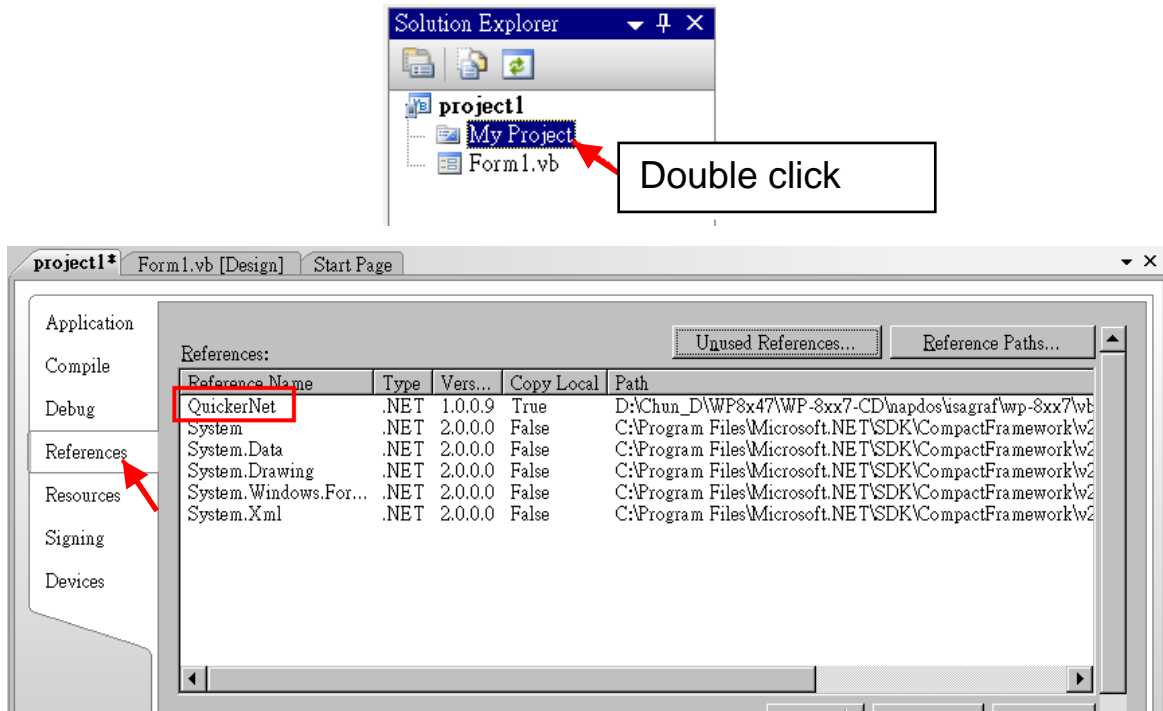 Solution Explorer
project1
My Project
Form1.vb
Double click
project1* Form1.vb [Design] Start Page
Application
Compile
Debug
References
Resources
Signing
Devices
Unused References... Reference Paths...
References:
Reference Name Type Vers... Copy Local Path
QuickerNet .NET 1.0.0.9 True D:\Chun_D\WP8x47\WP-8xx7-CD\napdos\isagraf\wp-8xx7\vb
System .NET 2.0.0.0 False C:\Program Files\Microsoft.NET\SDK\CompactFramework\v2
System.Data .NET 2.0.0.0 False C:\Program Files\Microsoft.NET\SDK\CompactFramework\v2
System.Drawing .NET 2.0.0.0 False C:\Program Files\Microsoft.NET\SDK\CompactFramework\v2
System.Windows.For... .NET 2.0.0.0 False C:\Program Files\Microsoft.NET\SDK\CompactFramework\v2
System.Xml .NET 2.0.0.0 False C:\Program Files\Microsoft.NET\SDK\CompactFramework\v2